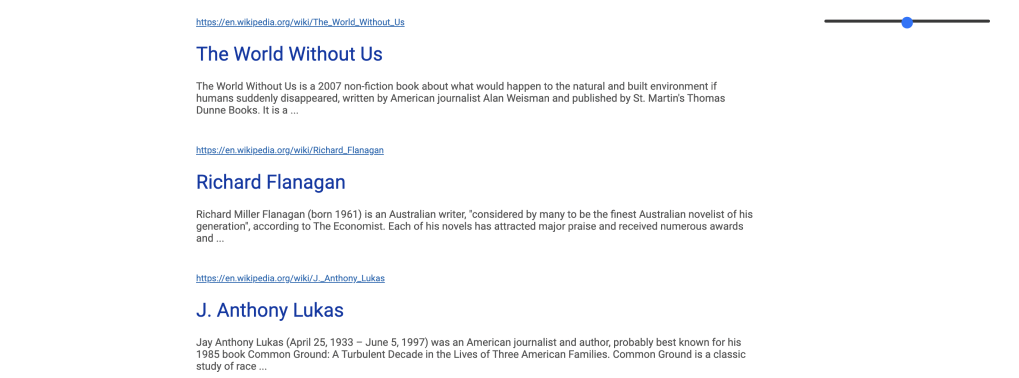 https://en.wikipedia.org/wiki/The_World_Without_Us
The World Without Us
The World Without Us is a 2007 non-fiction book about what would happen to the natural and built environment if
humans suddenly disappeared, written by American journalist Alan Weisman and published by St. Martin's Thomas
Dunne Books. It is a ...
https://en.wikipedia.org/wiki/Richard_Flanagan
Richard Flanagan
Richard Miller Flanagan (born 1961) is an Australian writer, "considered by many to be the finest Australian novelist of his
generation", according to The Economist. Each of his novels has attracted major praise and received numerous awards
and ...
https://en.wikipedia.org/wiki/J._Anthony_Lukas
J. Anthony Lukas
Jay Anthony Lukas (April 25, 1933 – June 5, 1997) was an American journalist and author, probably best known for his
1985 book Common Ground: A Turbulent Decade in the Lives of Three American Families. Common Ground is a classic
study of race ...